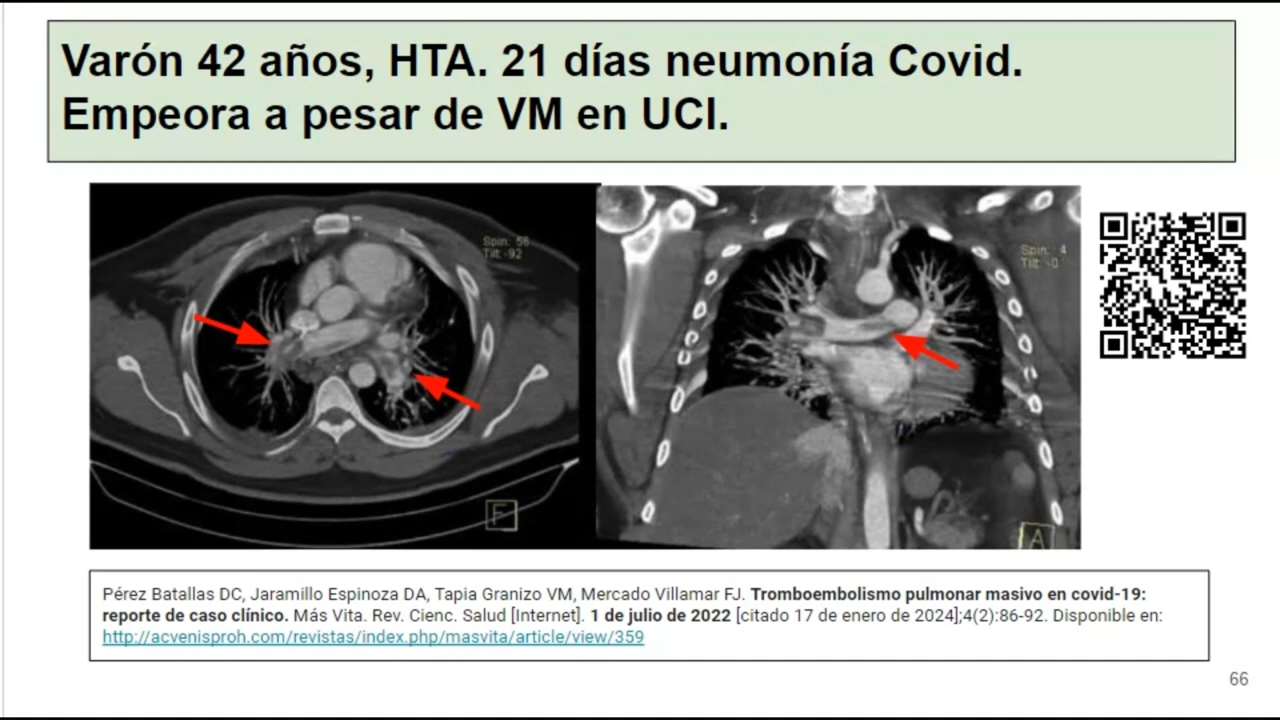 Varón 42 años, HTA. 21 días neumonía Covid.
Empeora a pesar de VM en UCI.
Spin: 56
Tilt: -92
F
Spin: 4
Tilt: -0
A
Pérez Batallas DC, Jaramillo Espinoza DA, Tapia Granizo VM, Mercado Villamar FJ. Tromboembolismo pulmonar masivo en covid-19:
reporte de caso clínico. Más Vita. Rev. Cienc. Salud [Internet]. 1 de julio de 2022 [citado 17 de enero de 2024];4(2):86-92. Disponible en:
http://acvenisproh.com/revistas/index.php/masvita/article/view/359
66